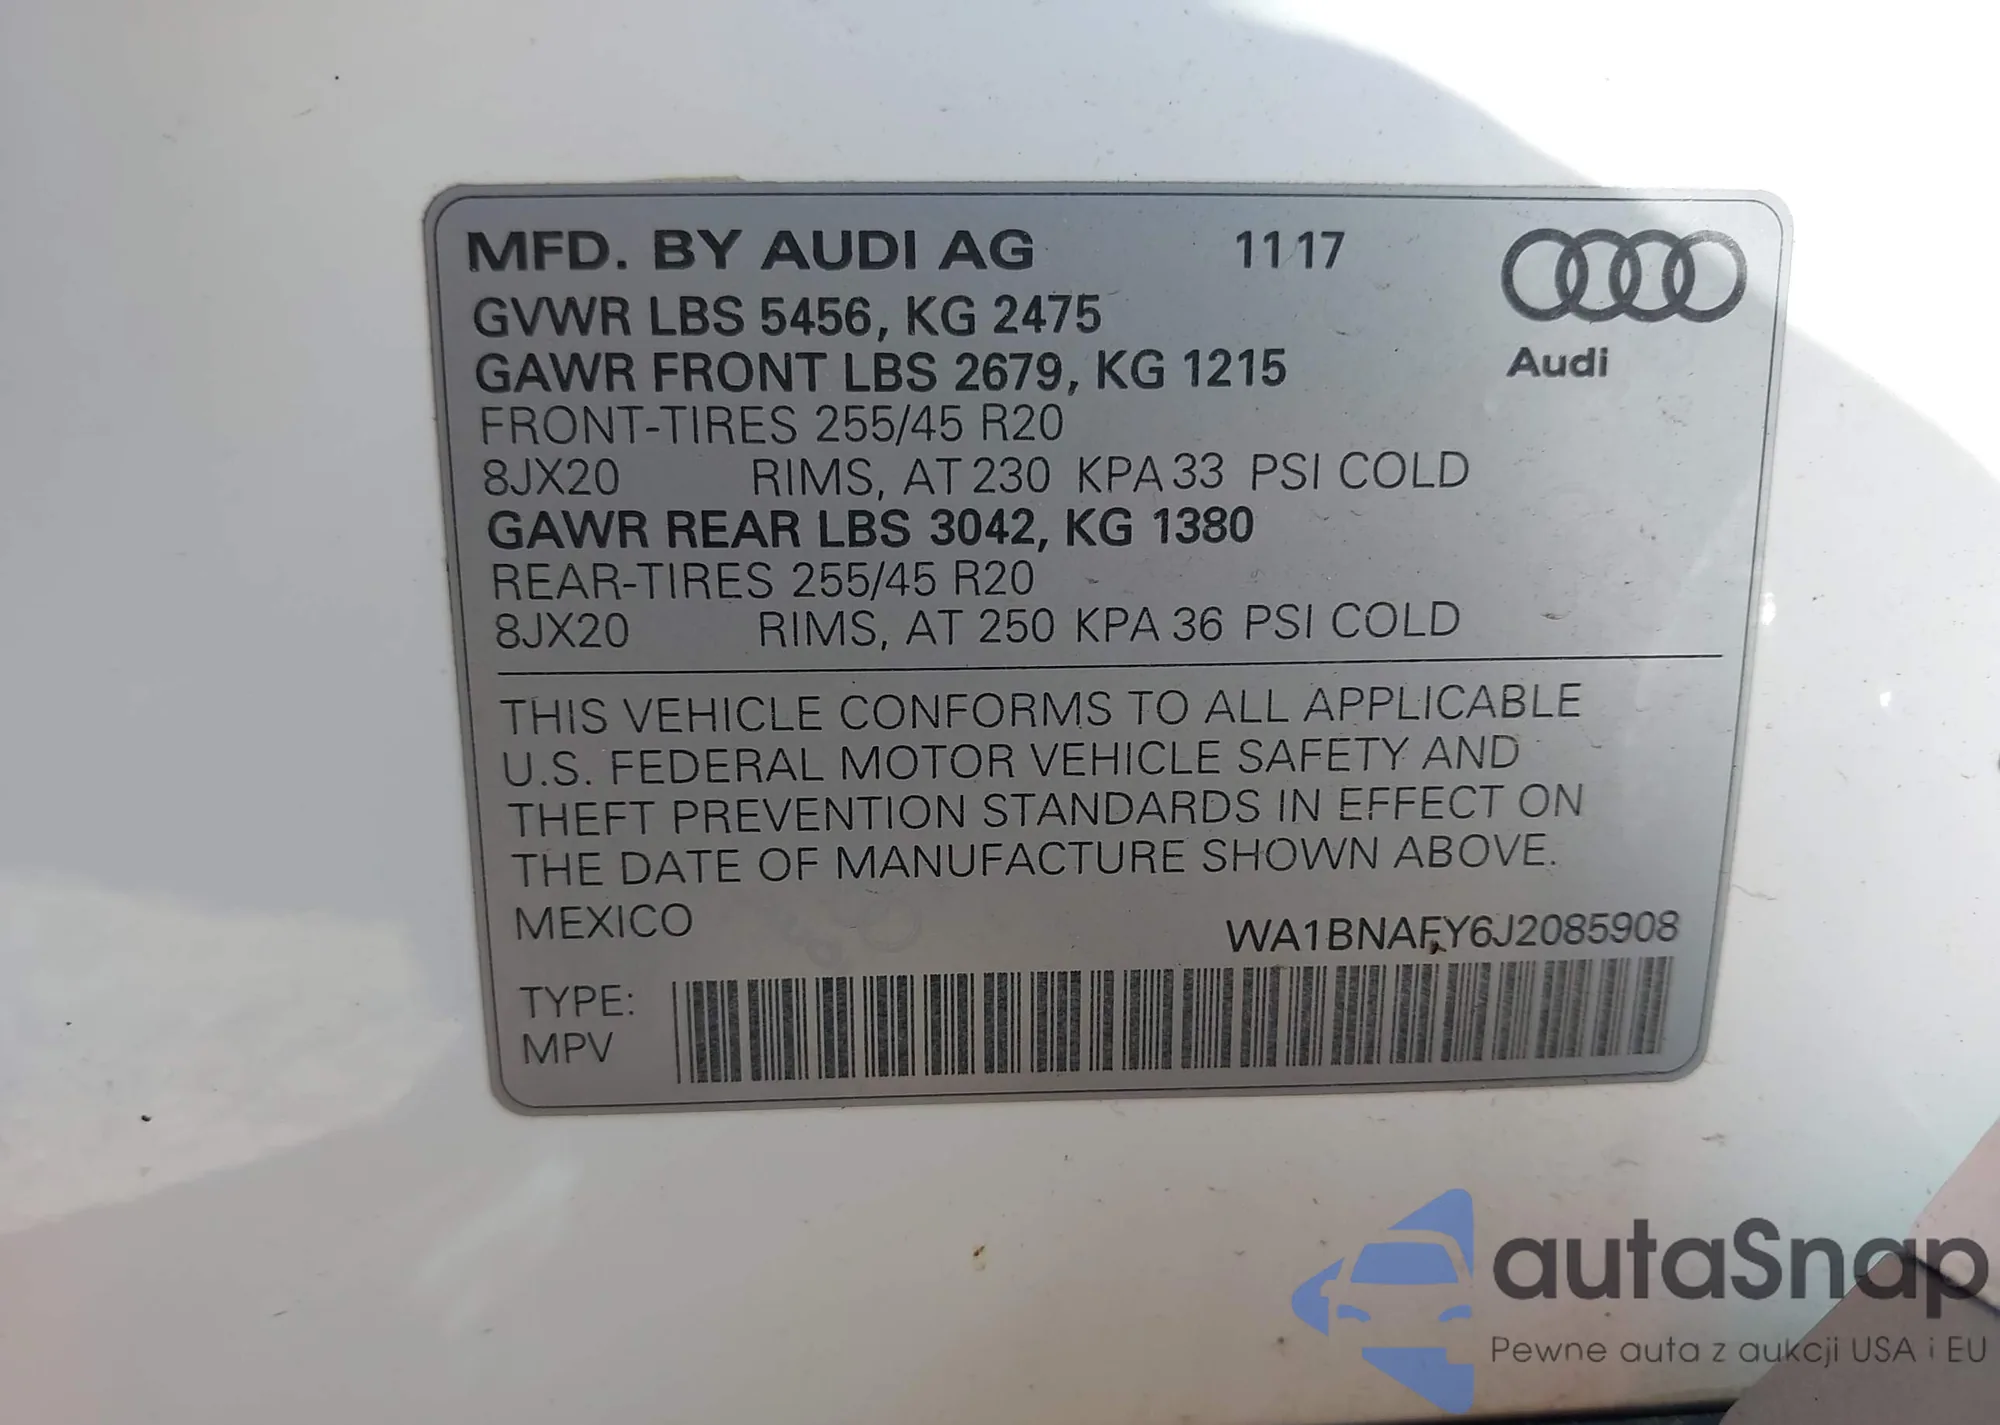 MFD. BY AUDI AG 11 17
Audi
GVWR LBS 5456, KG 2475
GAWR FRONT LBS 2679, KG 1215
FRONT-TIRES 255/45 R20
8JX20 RIMS, AT 230 KPA 33 PSI COLD
GAWR REAR LBS 3042, KG 1380
REAR-TIRES 255/45 R20
8JX20 RIMS, AT 250 KPA 36 PSI COLD
THIS VEHICLE CONFORMS TO ALL APPLICABLE
U.S. FEDERAL MOTOR VEHICLE SAFETY AND
THEFT PREVENTION STANDARDS IN EFFECT ON
THE DATE OF MANUFACTURE SHOWN ABOVE.
MEXICO WA1BNAFY6J2085908
TYPE:
MPV
autaSnap
Pewne auta z aukcji USA i EU